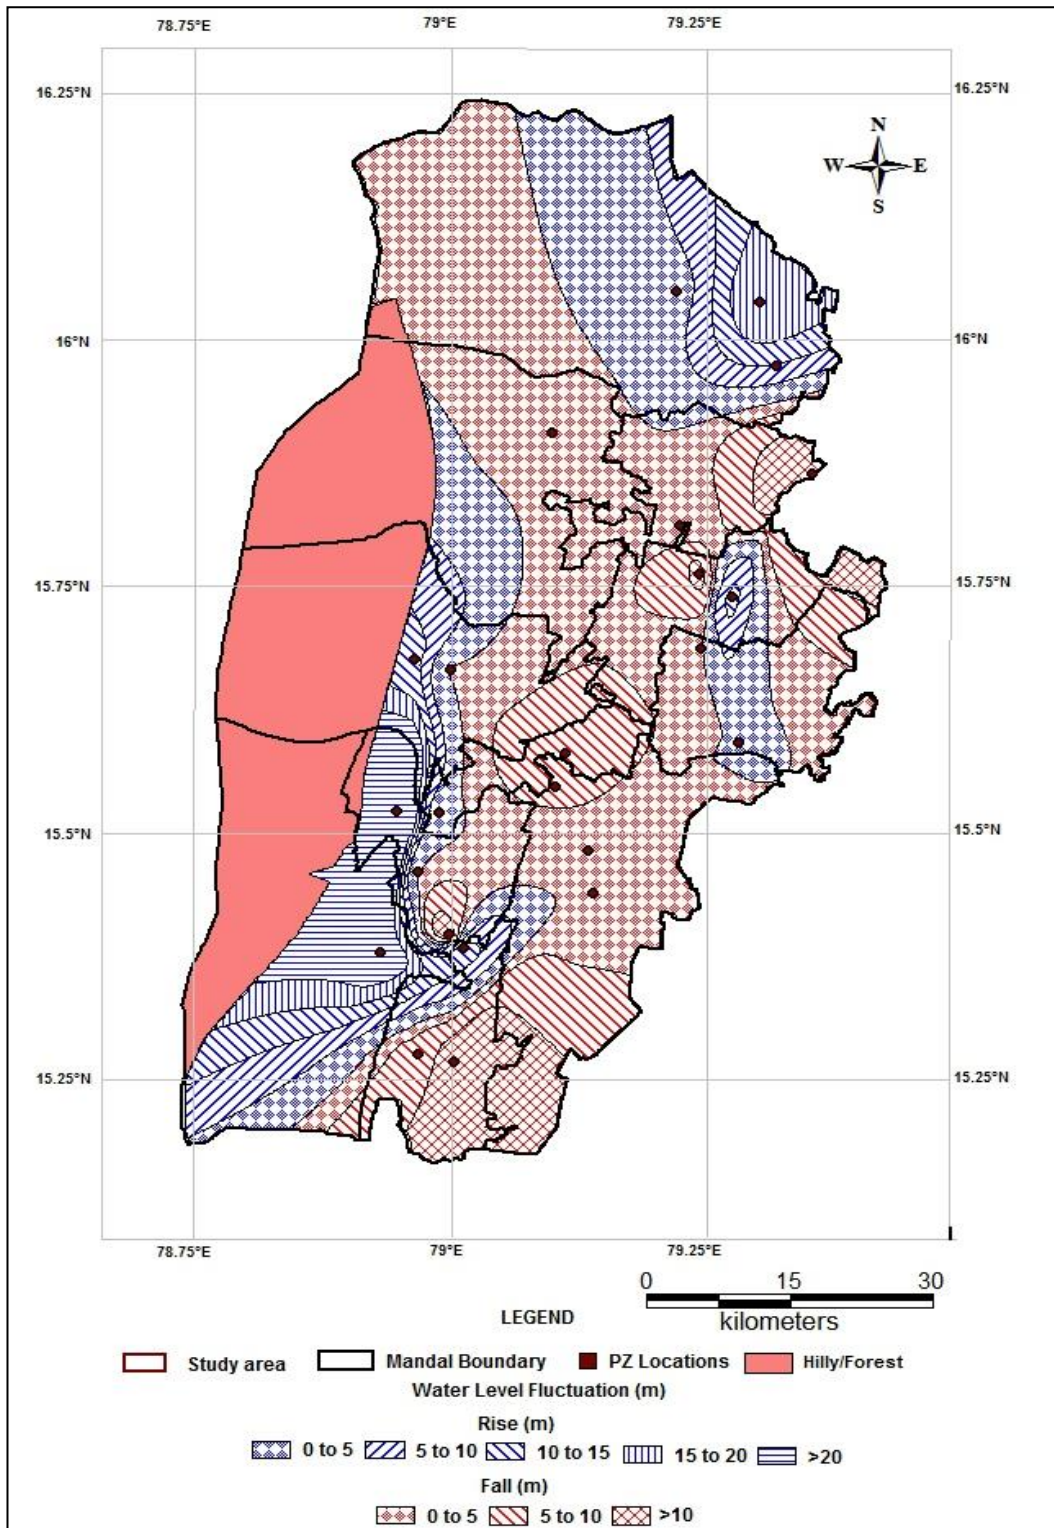 78.75°E 79°E 79.25°E
16.25°N 16.25°N
N
W E
S
16°N 16°N
15.75°N 15.75°N
15.5°N 15.5°N
15.25°N 15.25°N
78.75°E 79°E 79.25°E
0 15 30
kilometers
LEGEND
Study area Mandal Boundary PZ Locations Hilly/Forest
Water Level Fluctuation (m)
Rise (m)
0 to 5 5 to 10 10 to 15 15 to 20 >20
Fall (m)
0 to 5 5 to 10 >10